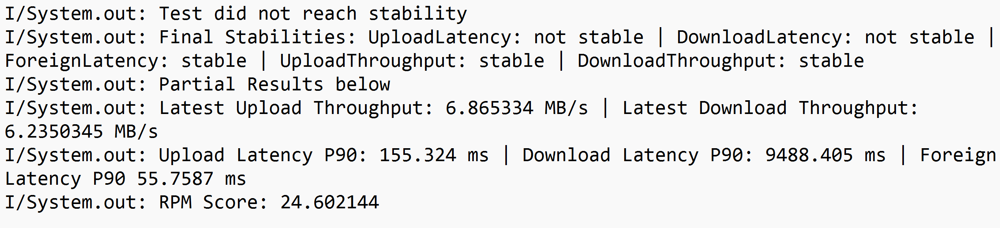 I/System.out: Test did not reach stability
I/System.out: Final Stabilities: UploadLatency: not stable | DownloadLatency: not stable |
ForeignLatency: stable | UploadThroughput: stable | DownloadThroughput: stable
I/System.out: Partial Results below
I/System.out: Latest Upload Throughput: 6.865334 MB/s | Latest Download Throughput:
6.2350345 MB/s
I/System.out: Upload Latency P90: 155.324 ms | Download Latency P90: 9488.405 ms | Foreign
Latency P90 55.7587 ms
I/System.out: RPM Score: 24.602144